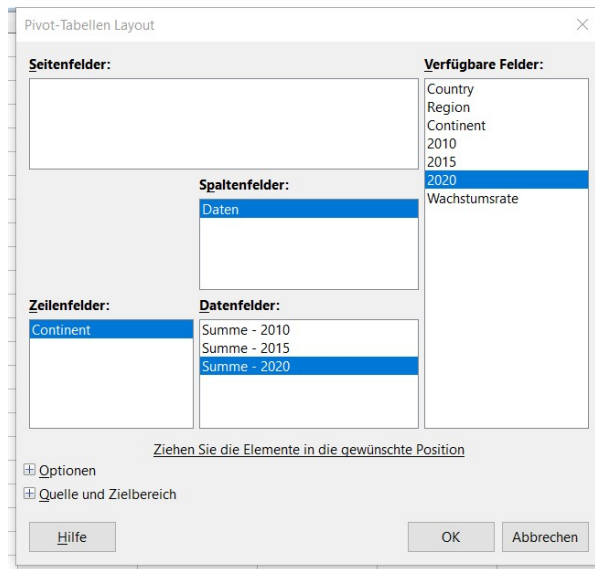 Pivot-Tabellen Layout
Seitenfelder:
Verfügbare Felder:
Country
Region
Continent
2010
2015
2020
Wachstumsrate
Spaltenfelder:
Daten
Zeilenfelder:
Continent
Datenfelder:
Summe - 2010
Summe - 2015
Summe - 2020
Ziehen Sie die Elemente in die gewünschte Position
Optionen
Quelle und Zielbereich
Hilfe
OK
Abbrechen